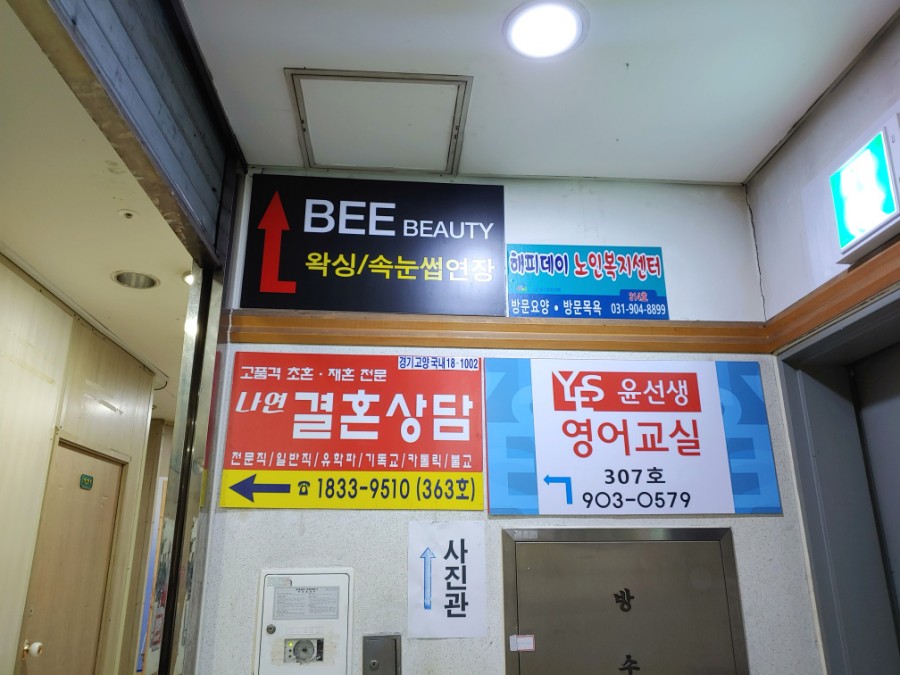 BEE BEAUTY
왁싱/속눈썹연장
해피데이 노인복지센터
314호
방문요양 • 방문목욕 031-904-8899
경기고양국내18-1002
고품격 초혼 · 재혼 전문
나연 결혼상담
전문직/일반직/유학파/기독교/카톨릭/불교
☎ 1833-9510 (363호)
YES 윤선생
영어교실
307호
903-0579
사진관
방
수